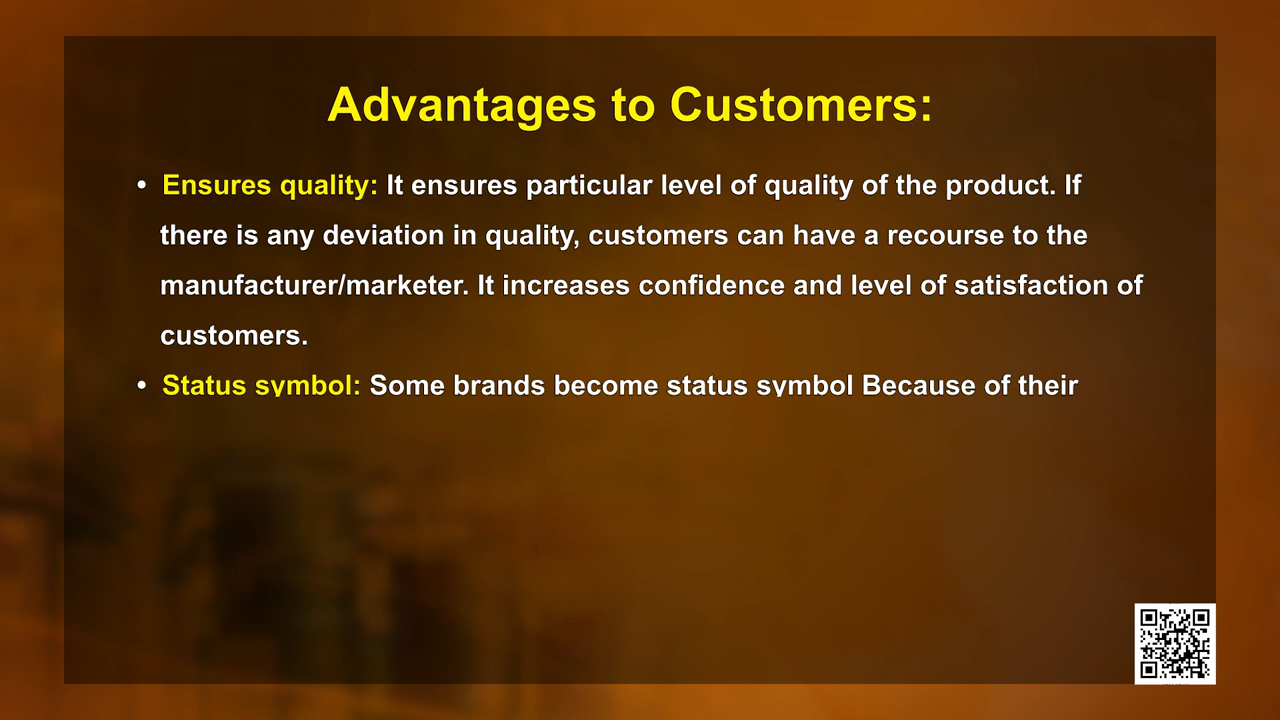 Advantages to Customers:
• Ensures quality: It ensures particular level of quality of the product. If
there is any deviation in quality, customers can have a recourse to the
manufacturer/marketer. It increases confidence and level of satisfaction of
customers.
• Status symbol: Some brands become status symbol Because of their